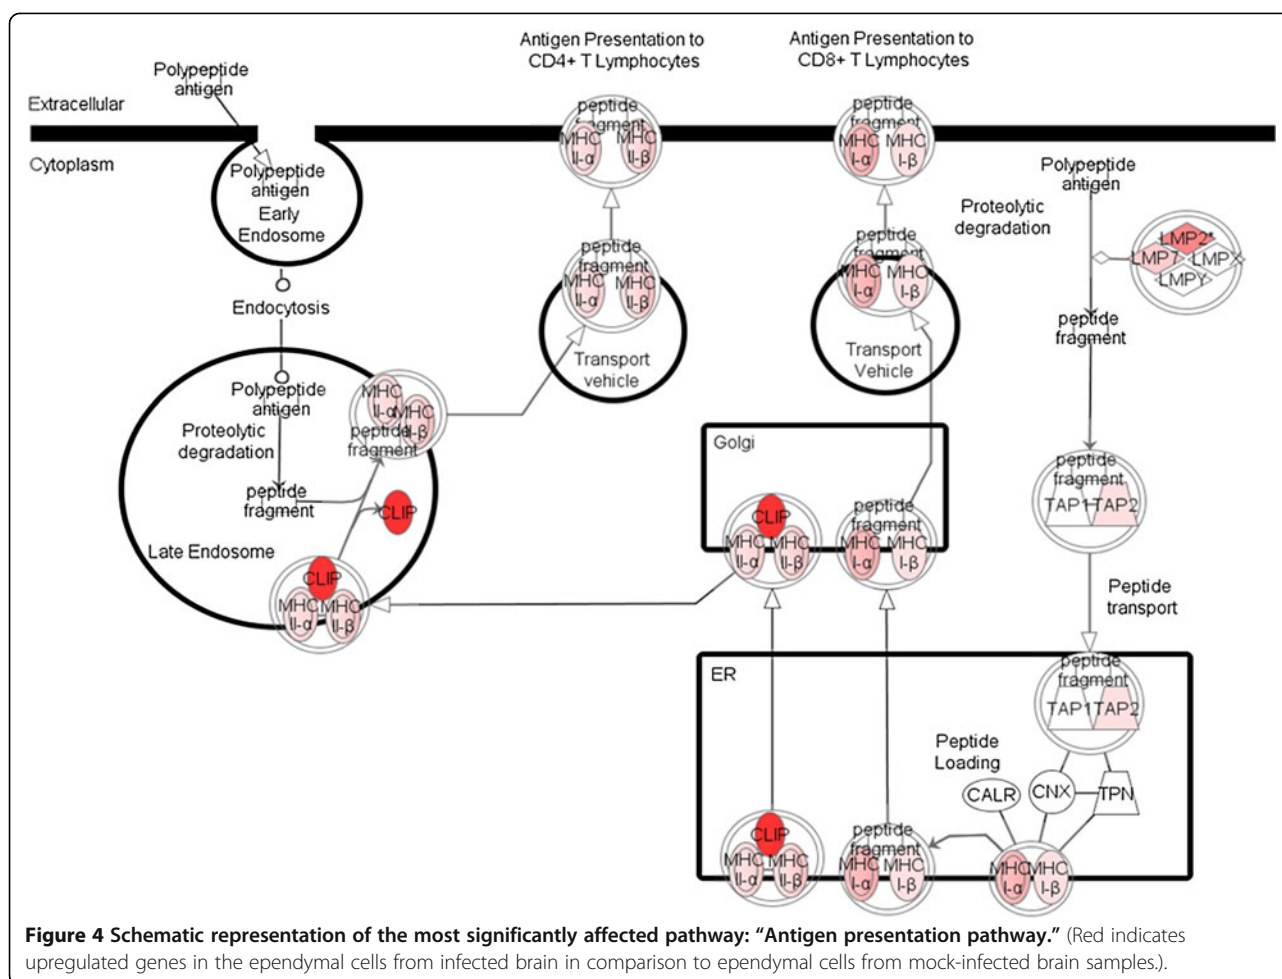 Antigen Presentation to
CD4+ T Lymphocytes
Antigen Presentation to
CD8+ T Lymphocytes
Polypeptide
antigen
Extracellular
Cytoplasm
Polypeptide
antigen
Early
Endosome
peptide
fragment
MHC
II-α
MHC
II-β
peptide
fragment
MHC
I-α
MHC
I-β
Polypeptide
antigen
Proteolytic
degradation
LMP2*
LMP7
LMPX
LMPY
peptide
fragment
MHC
II-α
MHC
II-β
Transport
vehicle
peptide
fragment
MHC
I-α
MHC
I-β
Transport
Vehicle
peptide
fragment
Endocytosis
Polypeptide
antigen
Proteolytic
degradation
peptide
fragment
MHC
II-α
MHC
II-β
peptide
fragment
CLIP
Late Endosome
CLIP
MHC
II-α
MHC
II-β
Golgi
CLIP
MHC
II-α
MHC
II-β
peptide
fragment
MHC
I-α
MHC
I-β
peptide
fragment
TAP1
TAP2
Peptide
transport
ER
peptide
fragment
TAP1
TAP2
Peptide
Loading
CALR
CNX
TPN
CLIP
MHC
II-α
MHC
II-β
peptide
fragment
MHC
I-α
MHC
I-β
MHC
I-α
MHC
I-β
Figure 4 Schematic representation of the most significantly affected pathway: “Antigen presentation pathway.” (Red indicates
upregulated genes in the ependymal cells from infected brain in comparison to ependymal cells from mock-infected brain samples,).